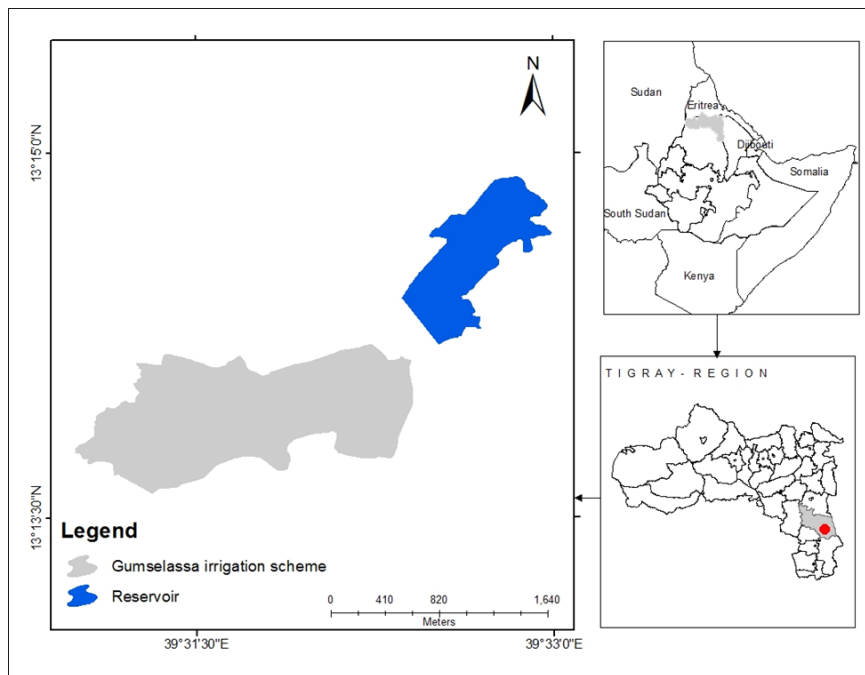 N
13°15'0"N
13°13'30"N
Legend
Gumselassa irrigation scheme
Reservoir
0 410 820 1,640
Meters
39°31'30"E
39°33'0"E
Sudan
Eritrea
Djibouti
Somalia
South Sudan
Kenya
TIGRAY- REGION